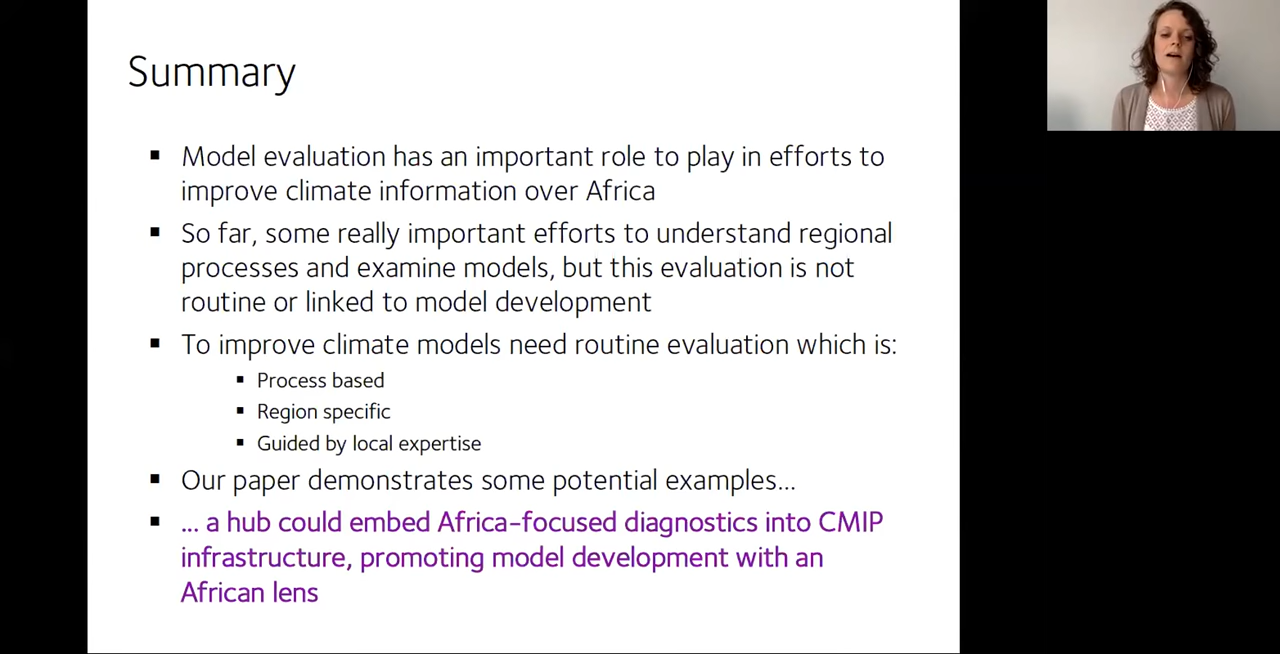 Summary
▪ Model evaluation has an important role to play in efforts to
improve climate information over Africa
▪ So far, some really important efforts to understand regional
processes and examine models, but this evaluation is not
routine or linked to model development
▪ To improve climate models need routine evaluation which is:
▪ Process based
▪ Region specific
▪ Guided by local expertise
▪ Our paper demonstrates some potential examples...
▪ ... a hub could embed Africa-focused diagnostics into CMIP
infrastructure, promoting model development with an
African lens